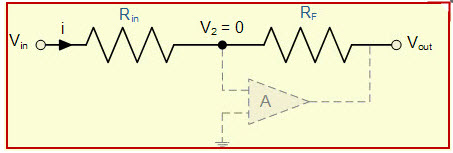 Vin i Rin V2 = 0 RF Vout
A